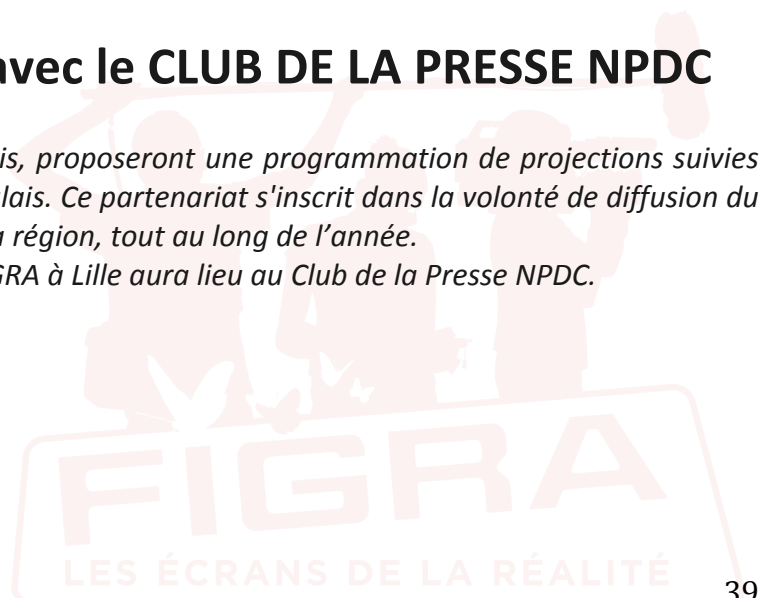 avec le CLUB DE LA PRESSE NPDC
is, proposeront une programmation de projections suivies
lais. Ce partenariat s'inscrit dans la volonté de diffusion du
a région, tout au long de l’année.
GRA à Lille aura lieu au Club de la Presse NPDC.
FIGRA
LES ÉCRANS DE LA RÉALITÉ
39